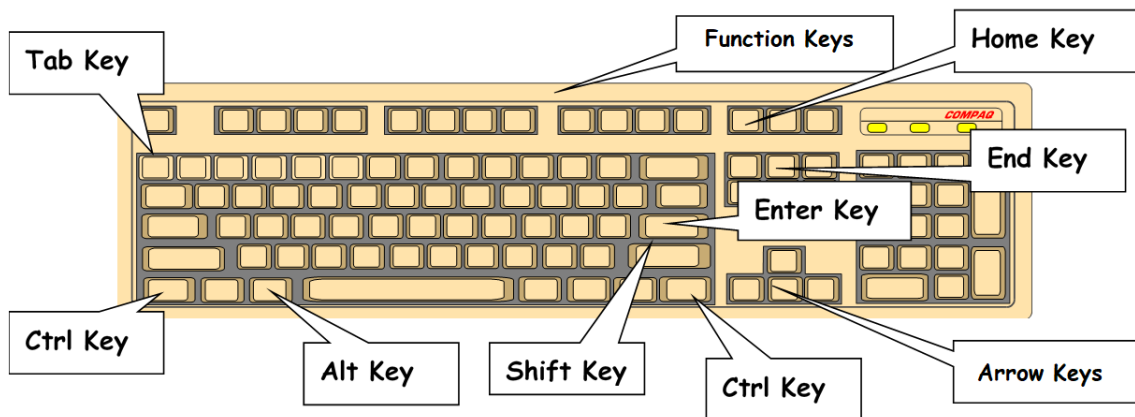 Function Keys
Home Key
Tab Key
COMPAQ
End Key
Enter Key
Ctrl Key
Alt Key
Shift Key
Ctrl Key
Arrow Keys